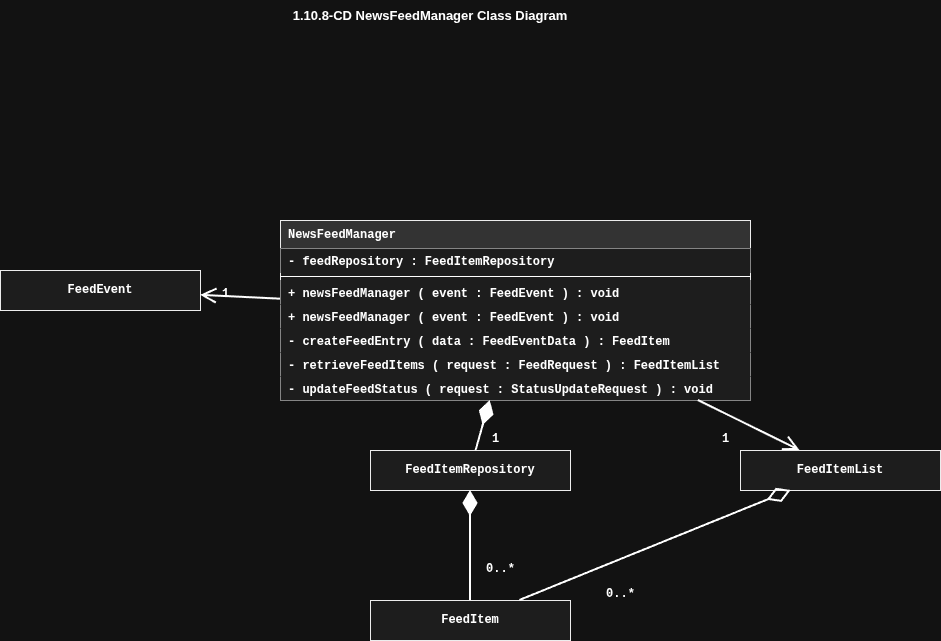 1.10.8-CD NewsFeedManager Class Diagram
NewsFeedManager
- feedRepository : FeedItemRepository
+ newsFeedManager ( event : FeedEvent ) : void
+ newsFeedManager ( event : FeedEvent ) : void
- createFeedEntry ( data : FeedEventData ) : FeedItem
- retrieveFeedItems ( request : FeedRequest ) : FeedItemList
- updateFeedStatus ( request : StatusUpdateRequest ) : void
FeedEvent
1
1
1
FeedItemRepository
FeedItemList
0..*
0..*
FeedItem